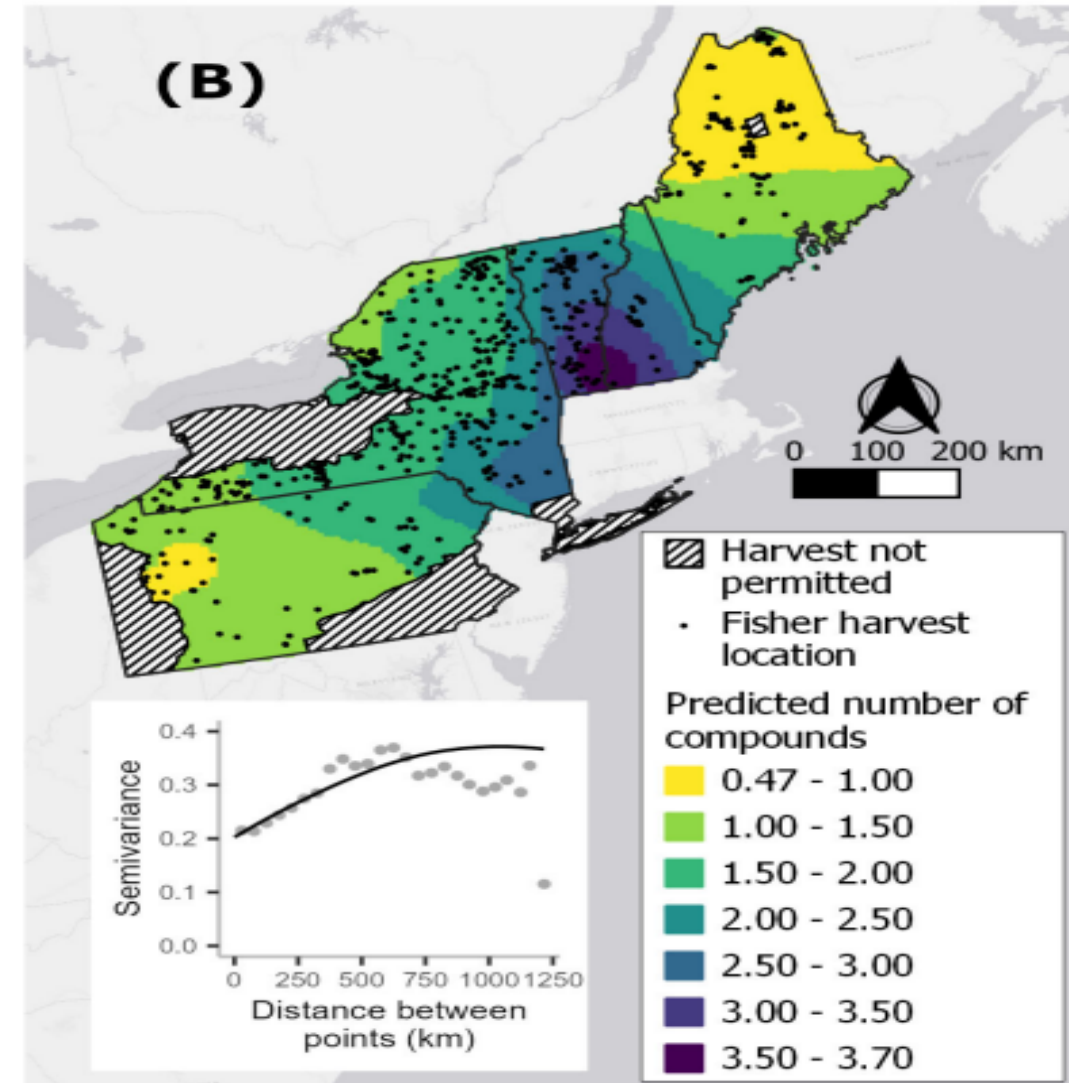 (B)
0 100 200 km
Harvest not
permitted
Fisher harvest
location
Predicted number of
compounds
0.47 - 1.00
1.00 - 1.50
1.50 - 2.00
2.00 - 2.50
2.50 - 3.00
3.00 - 3.50
3.50 - 3.70
Semivariance
0.4
0.3
0.2
0.1
0.0
0 250 500 750 1000 1250
Distance between
points (km)